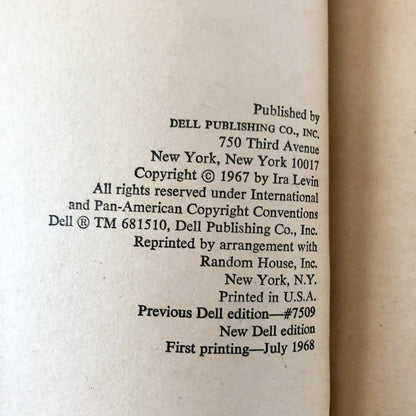 Published by
DELL PUBLISHING CO., INC.
750 Third Avenue
New York, New York 10017
Copyright © 1967 by Ira Levin
All rights reserved under International
and Pan-American Copyright Conventions
Dell ® TM 681510, Dell Publishing Co., Inc.
Reprinted by arrangement with
Random House, Inc.
New York, N.Y.
Printed in U.S.A.
Previous Dell edition—#7509
New Dell edition
First printing—July 1968